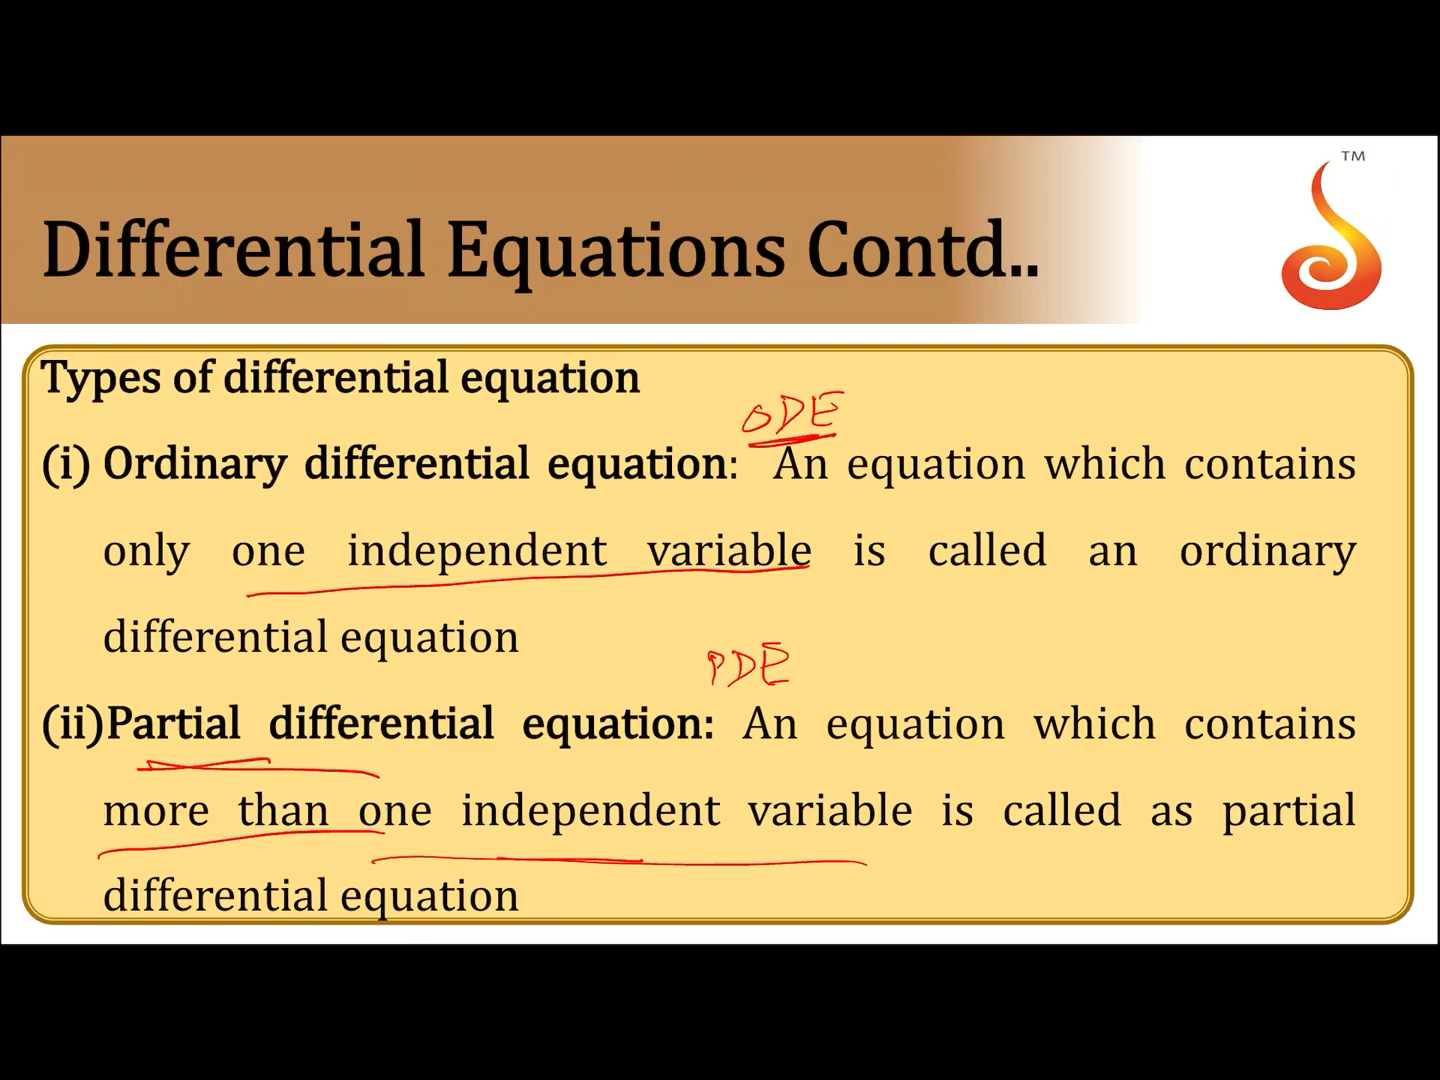 TM
Differential Equations Contd..
Types of differential equation
ODE
(i) Ordinary differential equation: An equation which contains
only one independent variable is called an ordinary
differential equation
PDE
(ii)Partial differential equation: An equation which contains
more than one independent variable is called as partial
differential equation